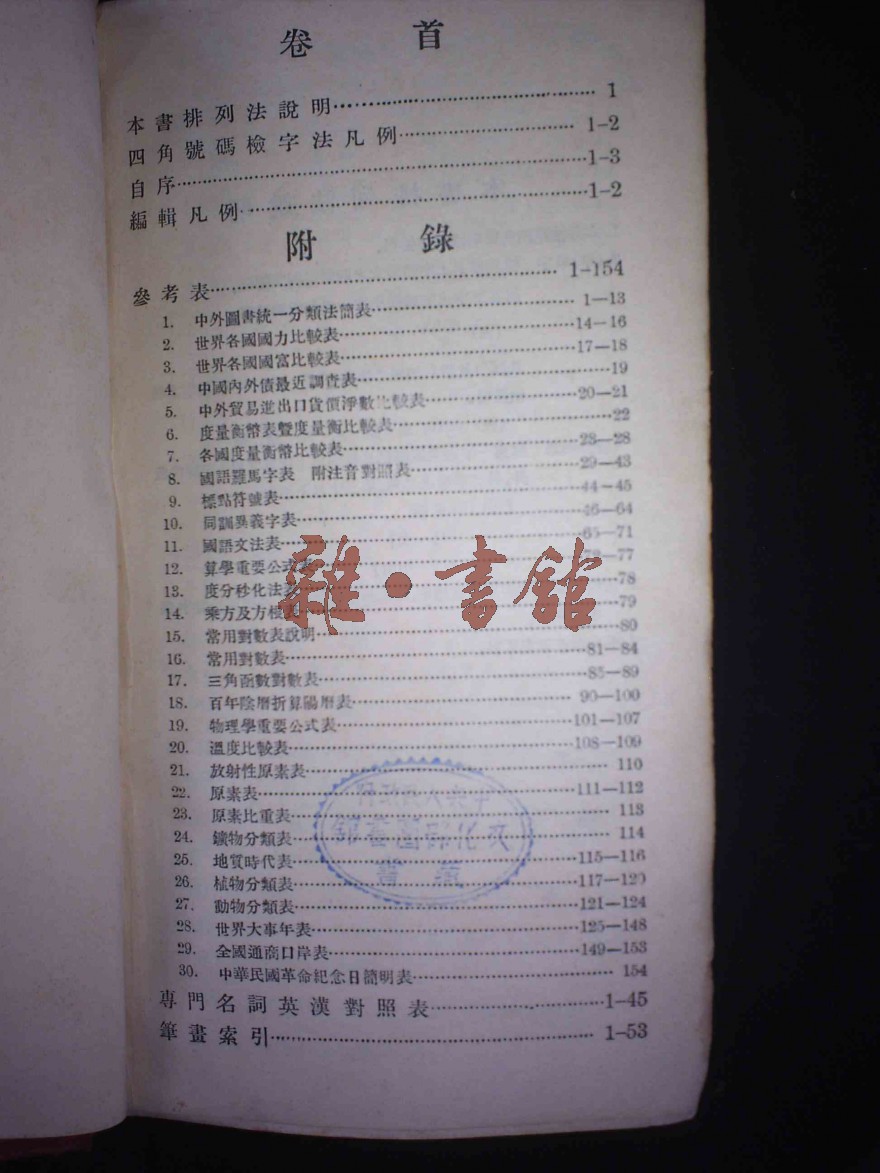 卷 首
本書排列法說明 1
四角號碼檢字法凡例 1-2
自序 1-3
編輯凡例 1-2
附 錄
參考表 1-154
1. 中外圖書統一分類法簡表 1—13
2. 世界各國國力比較表 14—16
3. 世界各國國富比較表 17—18
4. 中國內外債最近調查表 19
5. 中外貿易進出口貨價淨數比較表 20—21
6. 度量衡幣表暨度量衡比較表 22
7. 各國度量衡幣比較表 23—28
8. 國語羅馬字表 附注音對照表 29—43
9. 標點符號表 44—45
10. 同訓異義字表 46—64
11. 國語文法表 65—71
12. 算學重要公式表 —77
13. 度分秒化法表 78
14. 乘方及方根表 79
15. 常用對數表說明 80
16. 常用對數表 81—84
17. 三角函數對數表 85—89
18. 百年陰曆折算陽曆表 90—100
19. 物理學重要公式表 101—107
20. 溫度比較表 108—109
21. 放射性原素表 110
22. 原素表 111—112
23. 原素比重表 113
24. 鑛物分類表 114
25. 地質時代表 115—116
26. 植物分類表 117—120
27. 動物分類表 121—124
28. 世界大事年表 125—148
29. 全國通商口岸表 149—153
30. 中華民國革命紀念日簡明表 154
專門名詞英漢對照表 1-45
筆畫索引 1-53
雜·書館